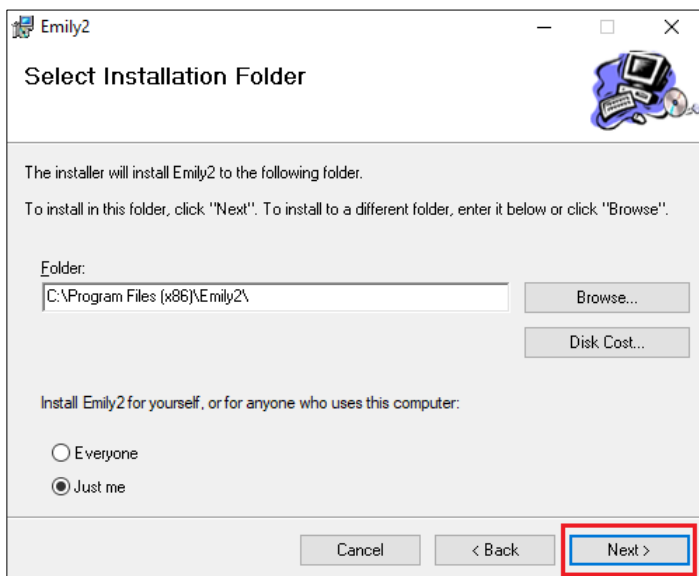 Emily2
Select Installation Folder
The installer will install Emily2 to the following folder.
To install in this folder, click "Next". To install to a different folder, enter it below or click "Browse".
Folder:
C:\Program Files (x86)\Emily2\
Browse...
Disk Cost...
Install Emily2 for yourself, or for anyone who uses this computer:
Everyone
Just me
Cancel
< Back
Next >